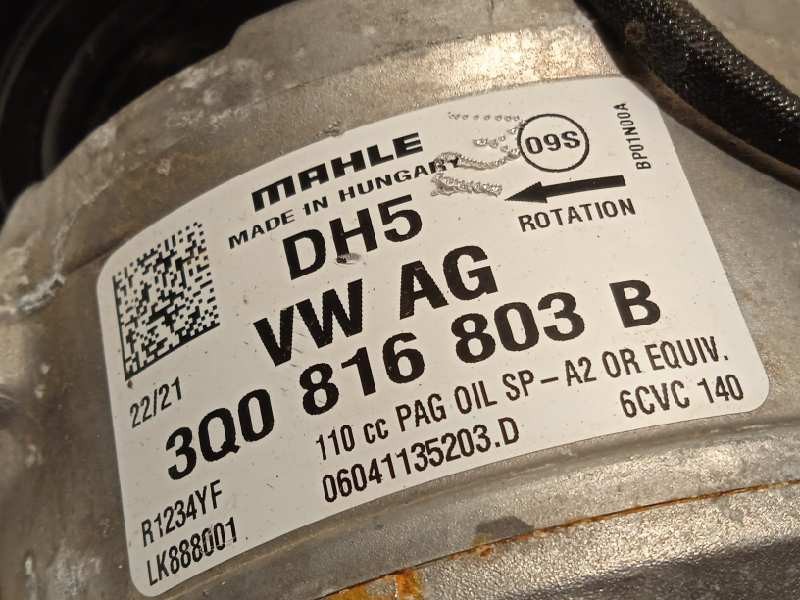 MAHLE
MADE IN HUNGARY
09S
BP01N00A
ROTATION
DH5
VW AG
22/21
3Q0 816 803 B
110 cc PAG OIL SP-A2 OR EQUIV.
06041135203.D
6CVC 140
R1234YF
LK888001